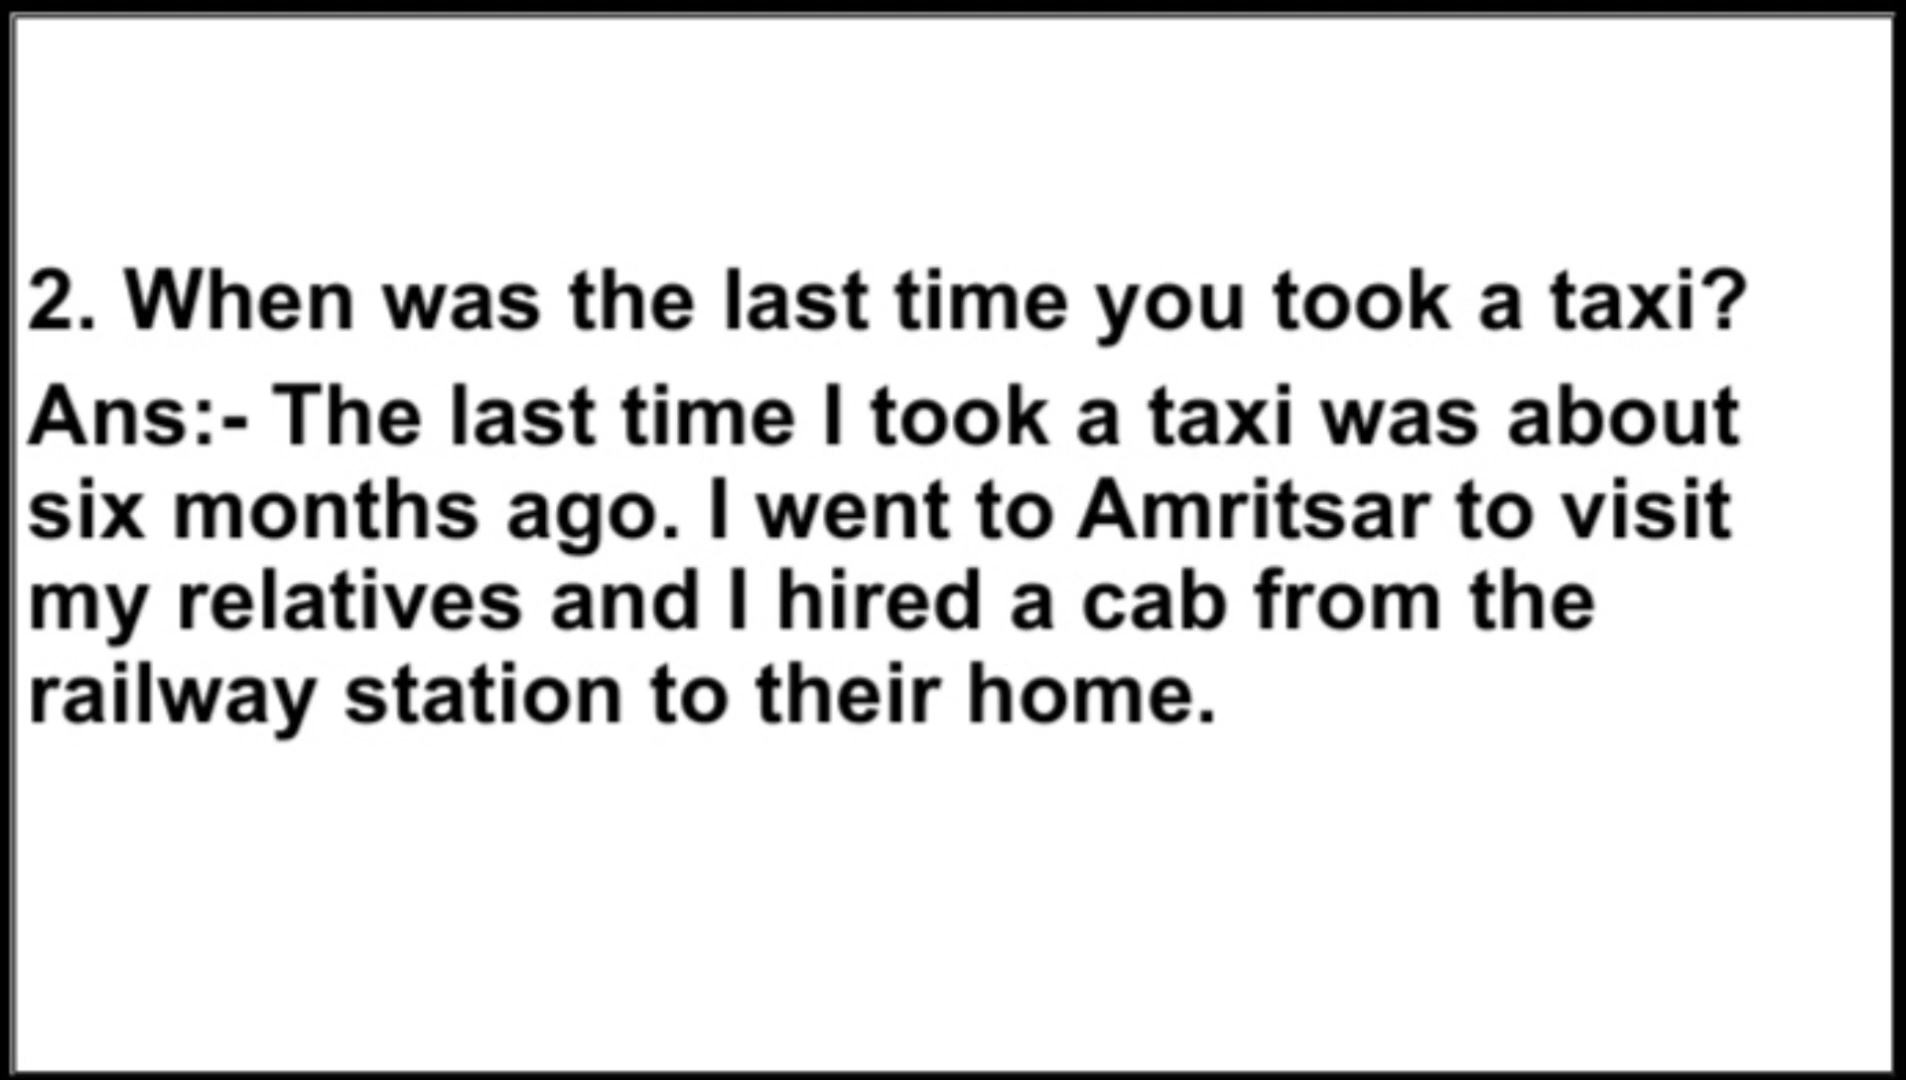 2. When was the last time you took a taxi?
Ans:- The last time I took a taxi was about
six months ago. I went to Amritsar to visit
my relatives and I hired a cab from the
railway station to their home.